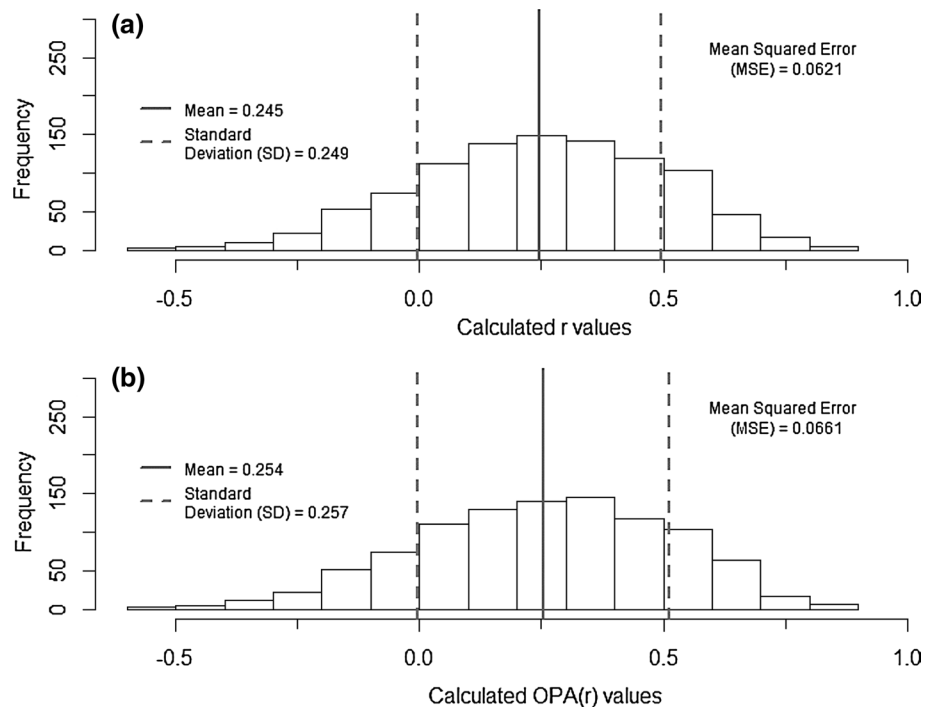 (a)
Mean Squared Error
(MSE) = 0.0621
Mean = 0.245
Standard
Deviation (SD) = 0.249
Frequency
250
150
50
0
-0.5
0.0
0.5
1.0
Calculated r values
(b)
Mean Squared Error
(MSE) = 0.0661
Mean = 0.254
Standard
Deviation (SD) = 0.257
Frequency
250
150
50
0
-0.5
0.0
0.5
1.0
Calculated OPA(r) values